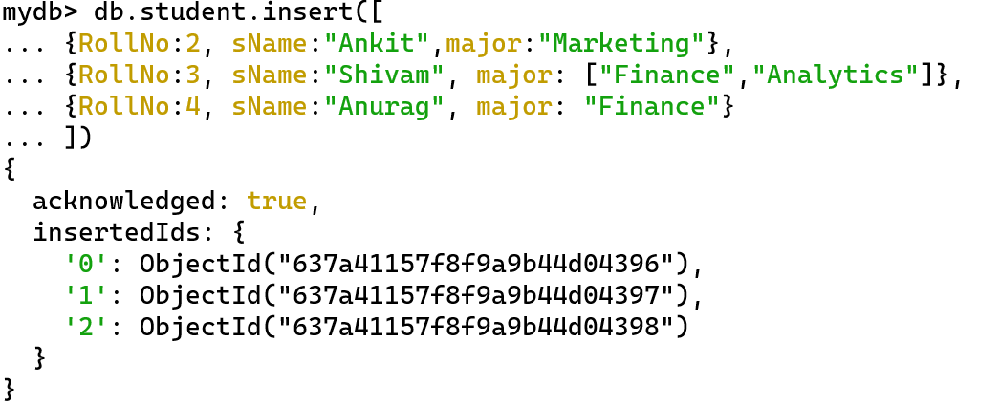 mydb> db.student.insert([
... {RollNo:2, sName:"Ankit",major:"Marketing"},
... {RollNo:3, sName:"Shivam", major: ["Finance","Analytics"]},
... {RollNo:4, sName:"Anurag", major: "Finance"}
... ])
{
  acknowledged: true,
  insertedIds: {
    '0': ObjectId("637a41157f8f9a9b44d04396"),
    '1': ObjectId("637a41157f8f9a9b44d04397"),
    '2': ObjectId("637a41157f8f9a9b44d04398")
  }
}